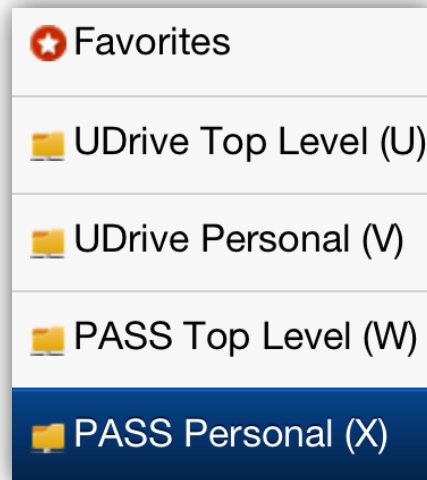 Favorites
UDrive Top Level (U)
UDrive Personal (V)
PASS Top Level (W)
PASS Personal (X)